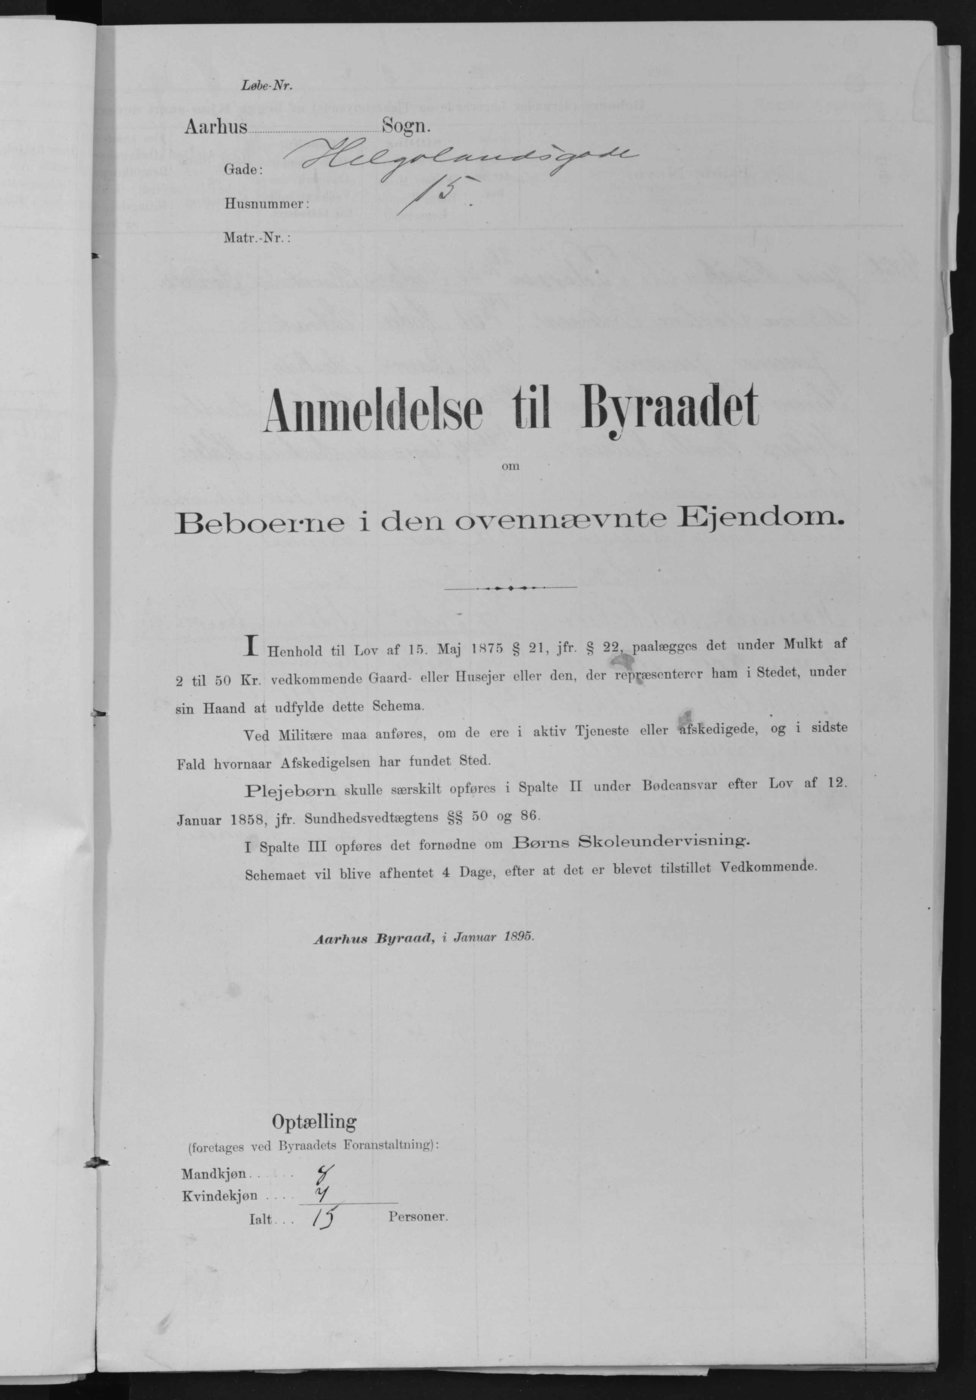 Løbe-Nr.
Aarhus Sogn.
Gade: Helgolandsgade
Husnummer: 15.
Matr.-Nr.:
Anmeldelse til Byraadet
om
Beboerne i den ovennævnte Ejendom.
I Henhold til Lov af 15. Maj 1875 § 21, jfr. § 22, paalægges det under Mulkt af
2 til 50 Kr. vedkommende Gaard- eller Husejer eller den, der repræsenterer ham i Stedet, under
sin Haand at udfylde dette Schema.
Ved Militære maa anføres, om de ere i aktiv Tjeneste eller afskedigede, og i sidste
Fald hvornaar Afskedigelsen har fundet Sted.
Plejebørn skulle særskilt opføres i Spalte II under Bødeansvar efter Lov af 12.
Januar 1858, jfr. Sundhedsvedtægtens §§ 50 og 86.
I Spalte III opføres det fornødne om Børns Skoleundervisning.
Schemaet vil blive afhentet 4 Dage, efter at det er blevet tilstillet Vedkommende.
Aarhus Byraad, i Januar 1895.
Optælling
(foretages ved Byraadets Foranstaltning):
Mandkjøn...... 8
Kvindekjøn .... 7
Ialt... 15 Personer.